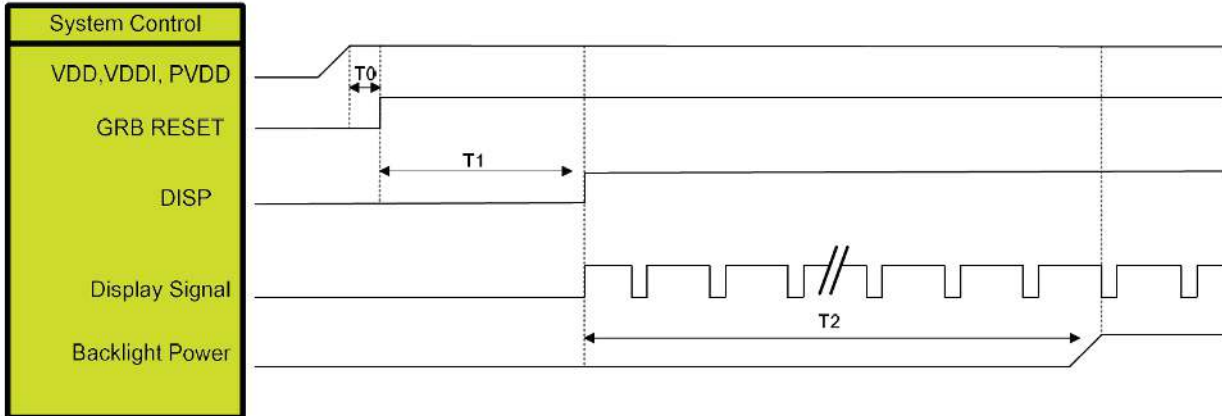 System Control
VDD,VDDI, PVDD
T0
GRB RESET
T1
DISP
Display Signal
T2
Backlight Power